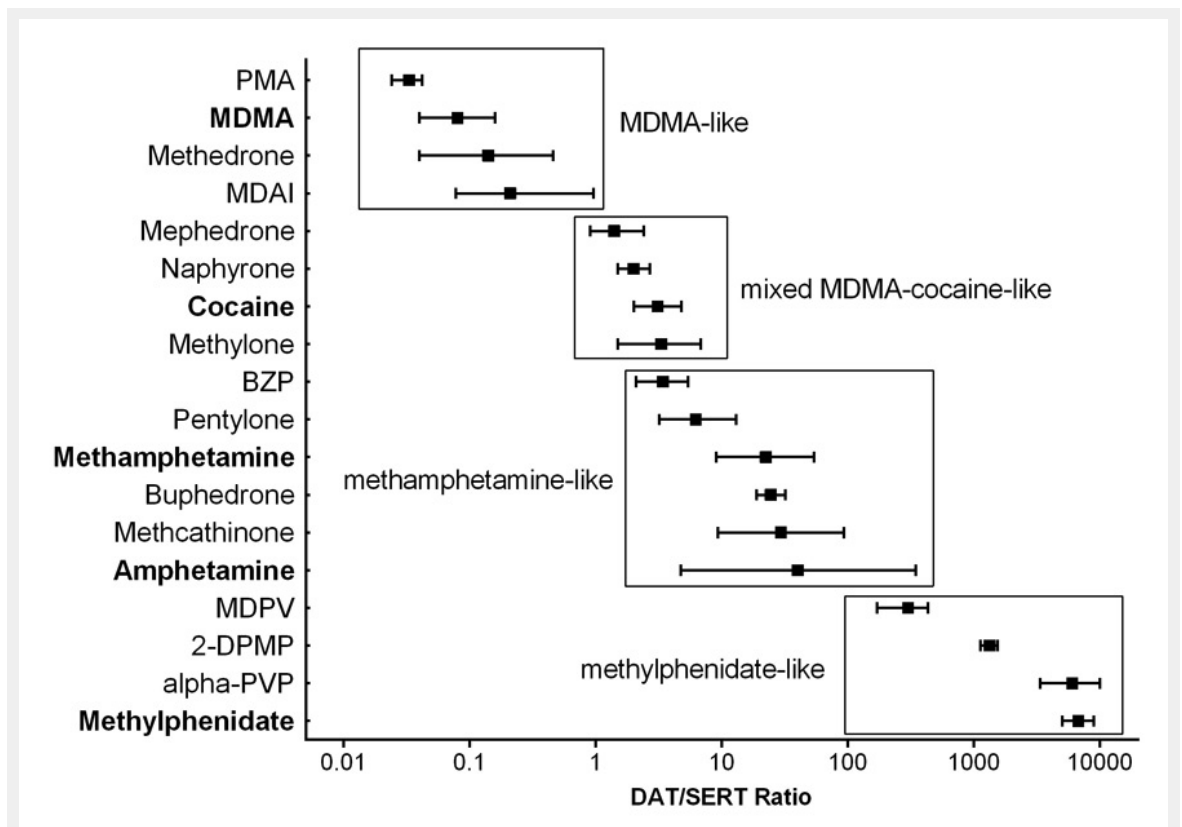 PMA
MDMA
MDMA-like
Methedrone
MDAI
Mephedrone
Naphyrone
mixed MDMA-cocaine-like
Cocaine
Methylone
BZP
Pentylone
Methamphetamine
methamphetamine-like
Buphedrone
Methcathinone
Amphetamine
MDPV
2-DPMP
methylphenidate-like
alpha-PVP
Methylphenidate
0.01 0.1 1 10 100 1000 10000
DAT/SERT Ratio